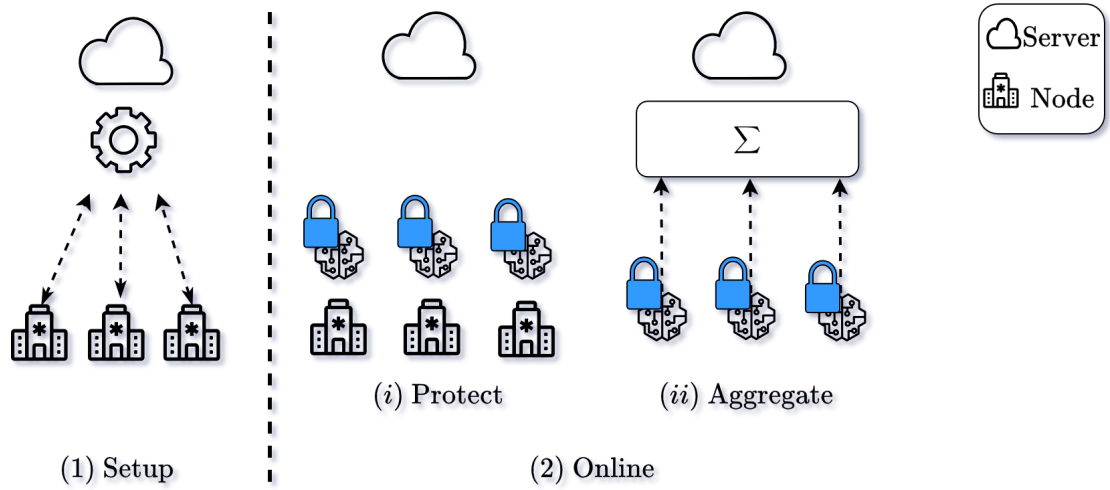 Server
Node
Σ
(i) Protect
(ii) Aggregate
(1) Setup
(2) Online